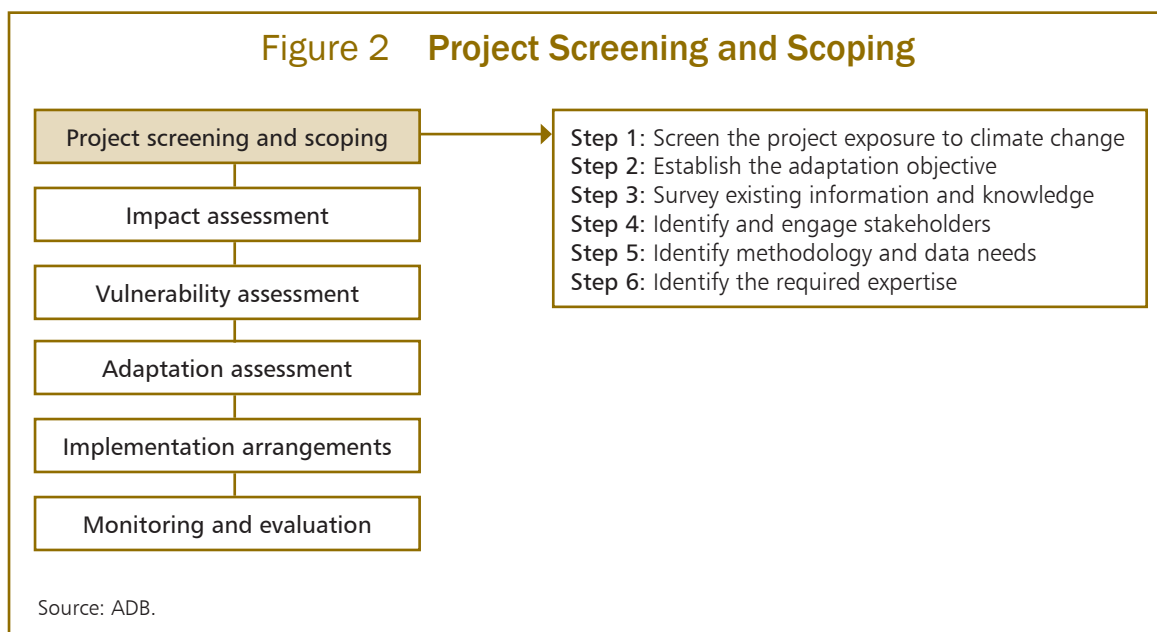 Figure 2 Project Screening and Scoping
Project screening and scoping
Impact assessment
Vulnerability assessment
Adaptation assessment
Implementation arrangements
Monitoring and evaluation
Step 1: Screen the project exposure to climate change
Step 2: Establish the adaptation objective
Step 3: Survey existing information and knowledge
Step 4: Identify and engage stakeholders
Step 5: Identify methodology and data needs
Step 6: Identify the required expertise
Source: ADB.